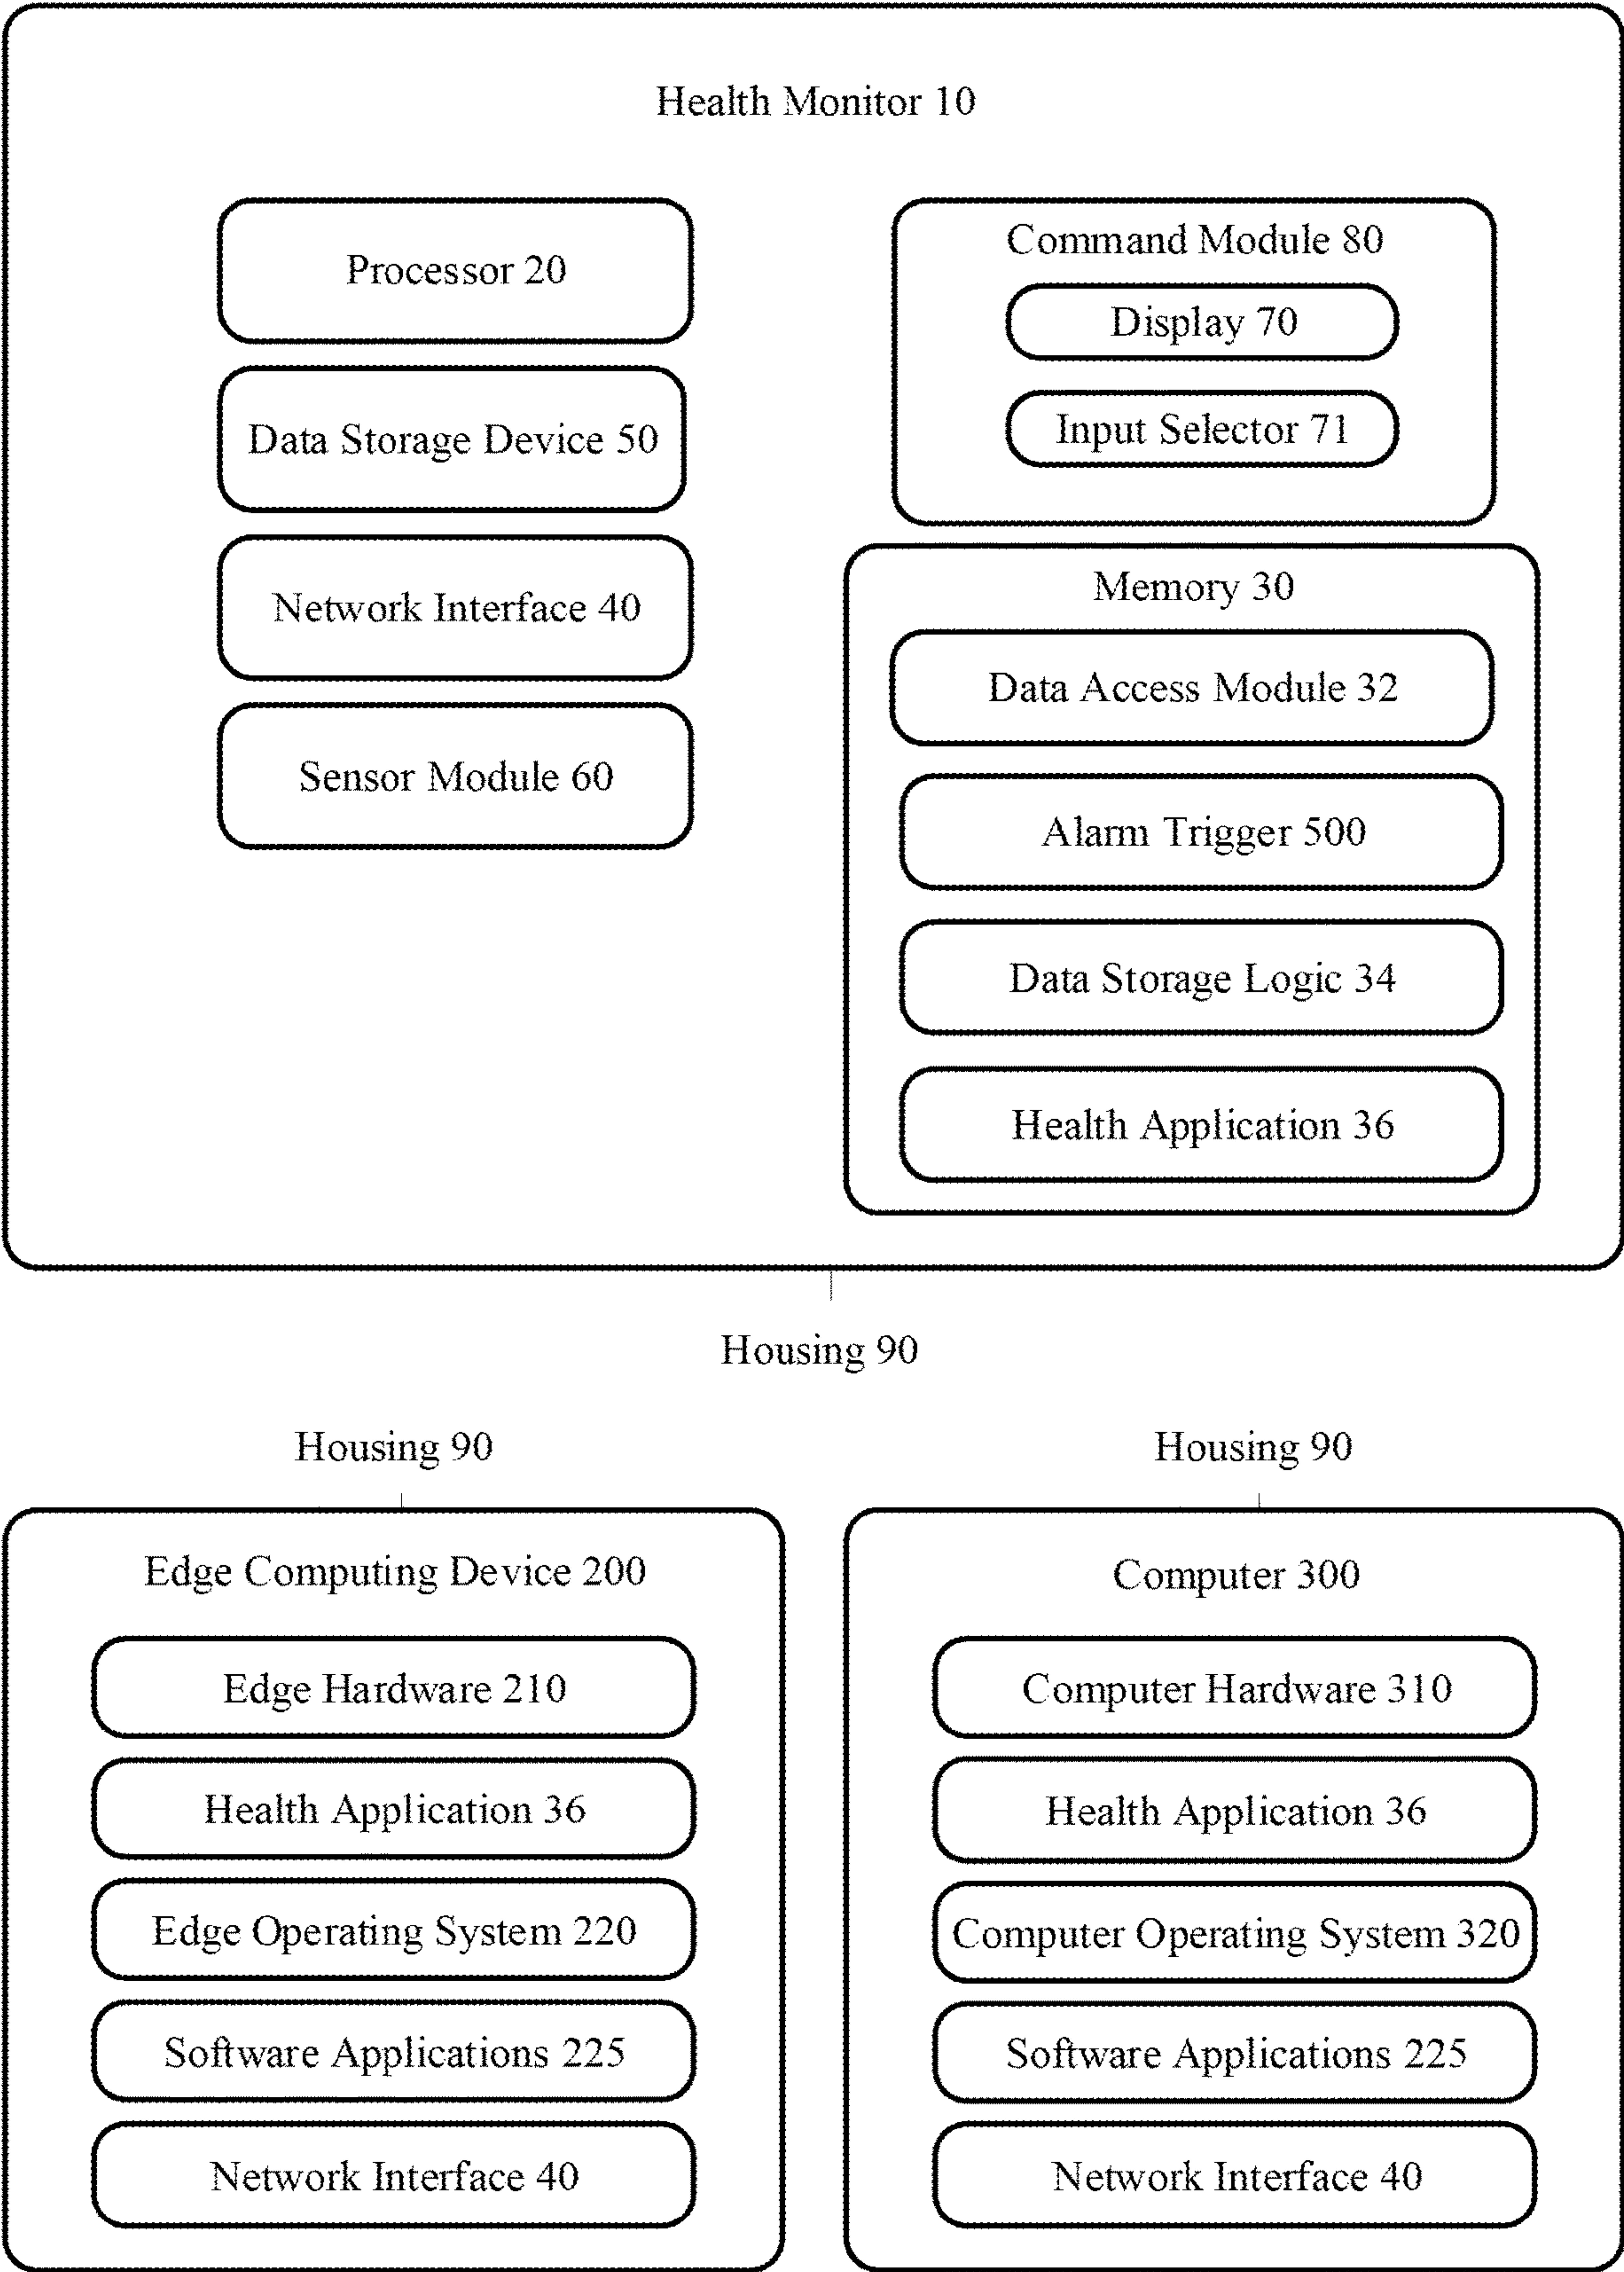 Health Monitor 10
Processor 20
Data Storage Device 50
Network Interface 40
Sensor Module 60
Command Module 80
Display 70
Input Selector 71
Memory 30
Data Access Module 32
Alarm Trigger 500
Data Storage Logic 34
Health Application 36
Housing 90
Housing 90
Edge Computing Device 200
Edge Hardware 210
Health Application 36
Edge Operating System 220
Software Applications 225
Network Interface 40
Housing 90
Computer 300
Computer Hardware 310
Health Application 36
Computer Operating System 320
Software Applications 225
Network Interface 40